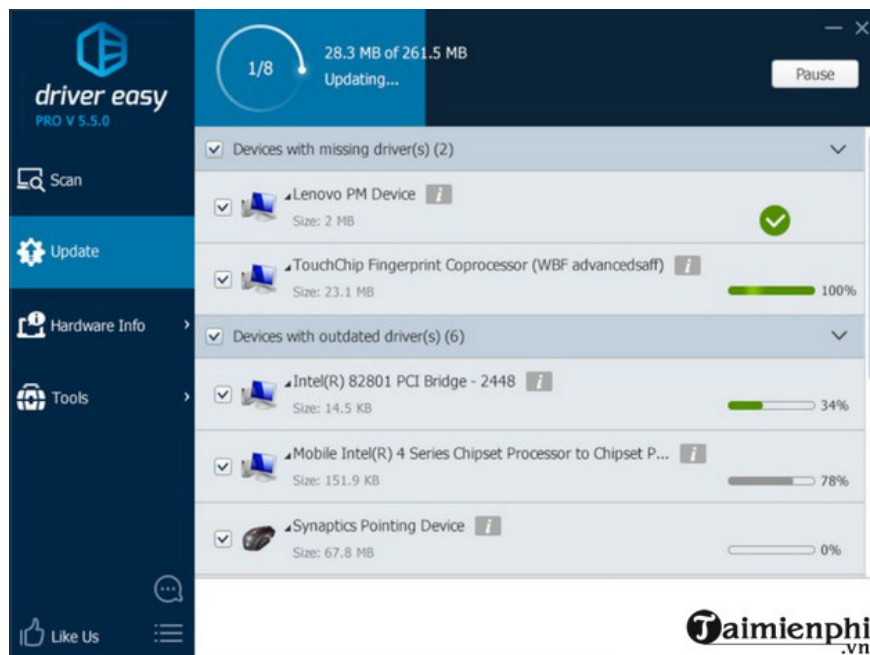 driver easy
PRO V 5.5.0
Scan
Update
Hardware Info
Tools
Like Us
1/8
28.3 MB of 261.5 MB
Updating...
Pause
Devices with missing driver(s) (2)
Lenovo PM Device
Size: 2 MB
TouchChip Fingerprint Coprocessor (WBF advancedsaff)
Size: 23.1 MB
100%
Devices with outdated driver(s) (6)
Intel(R) 82801 PCI Bridge - 2448
Size: 14.5 KB
34%
Mobile Intel(R) 4 Series Chipset Processor to Chipset P...
Size: 151.9 KB
78%
Synaptics Pointing Device
Size: 67.8 MB
0%
Taimienphi
.vn